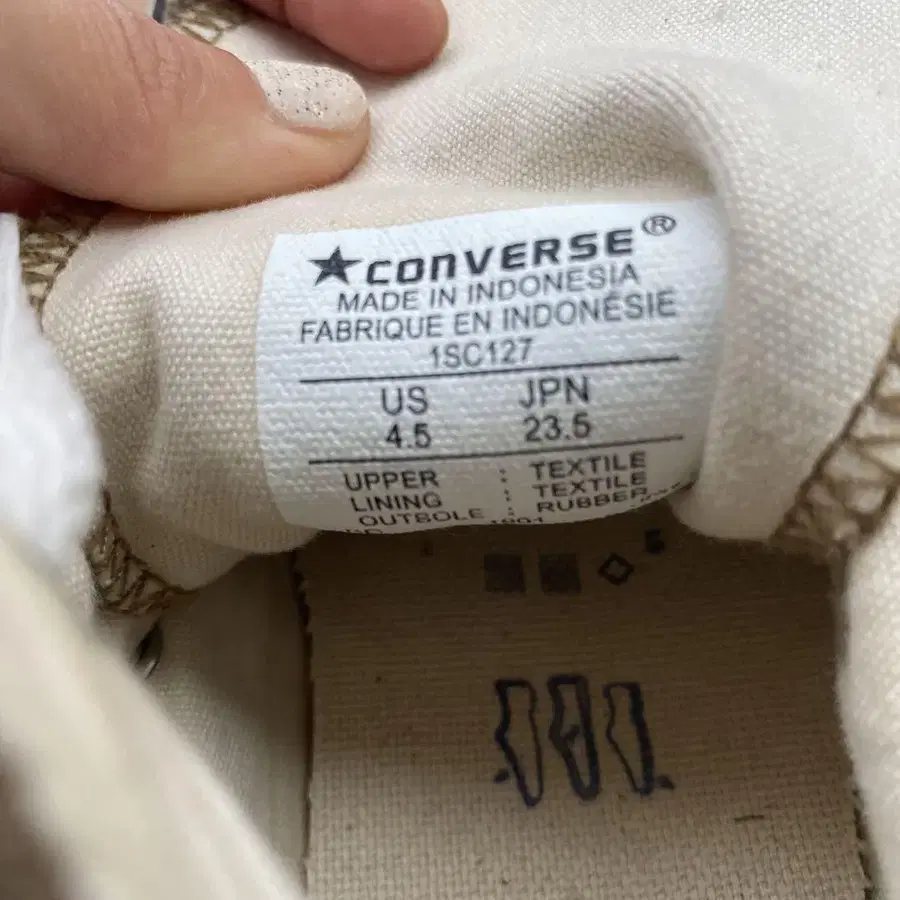 ★CONVERSE®
MADE IN INDONESIA
FABRIQUE EN INDONÉSIE
1SC127
US JPN
4.5 23.5
UPPER : TEXTILE
LINING : TEXTILE
OUTSOLE : RUBBER